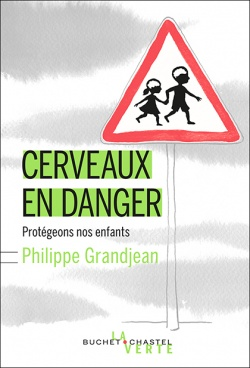 CERVEAUX
EN DANGER
Protégeons nos enfants
Philippe Grandjean
LA
BUCHET • CHASTEL
VERTE